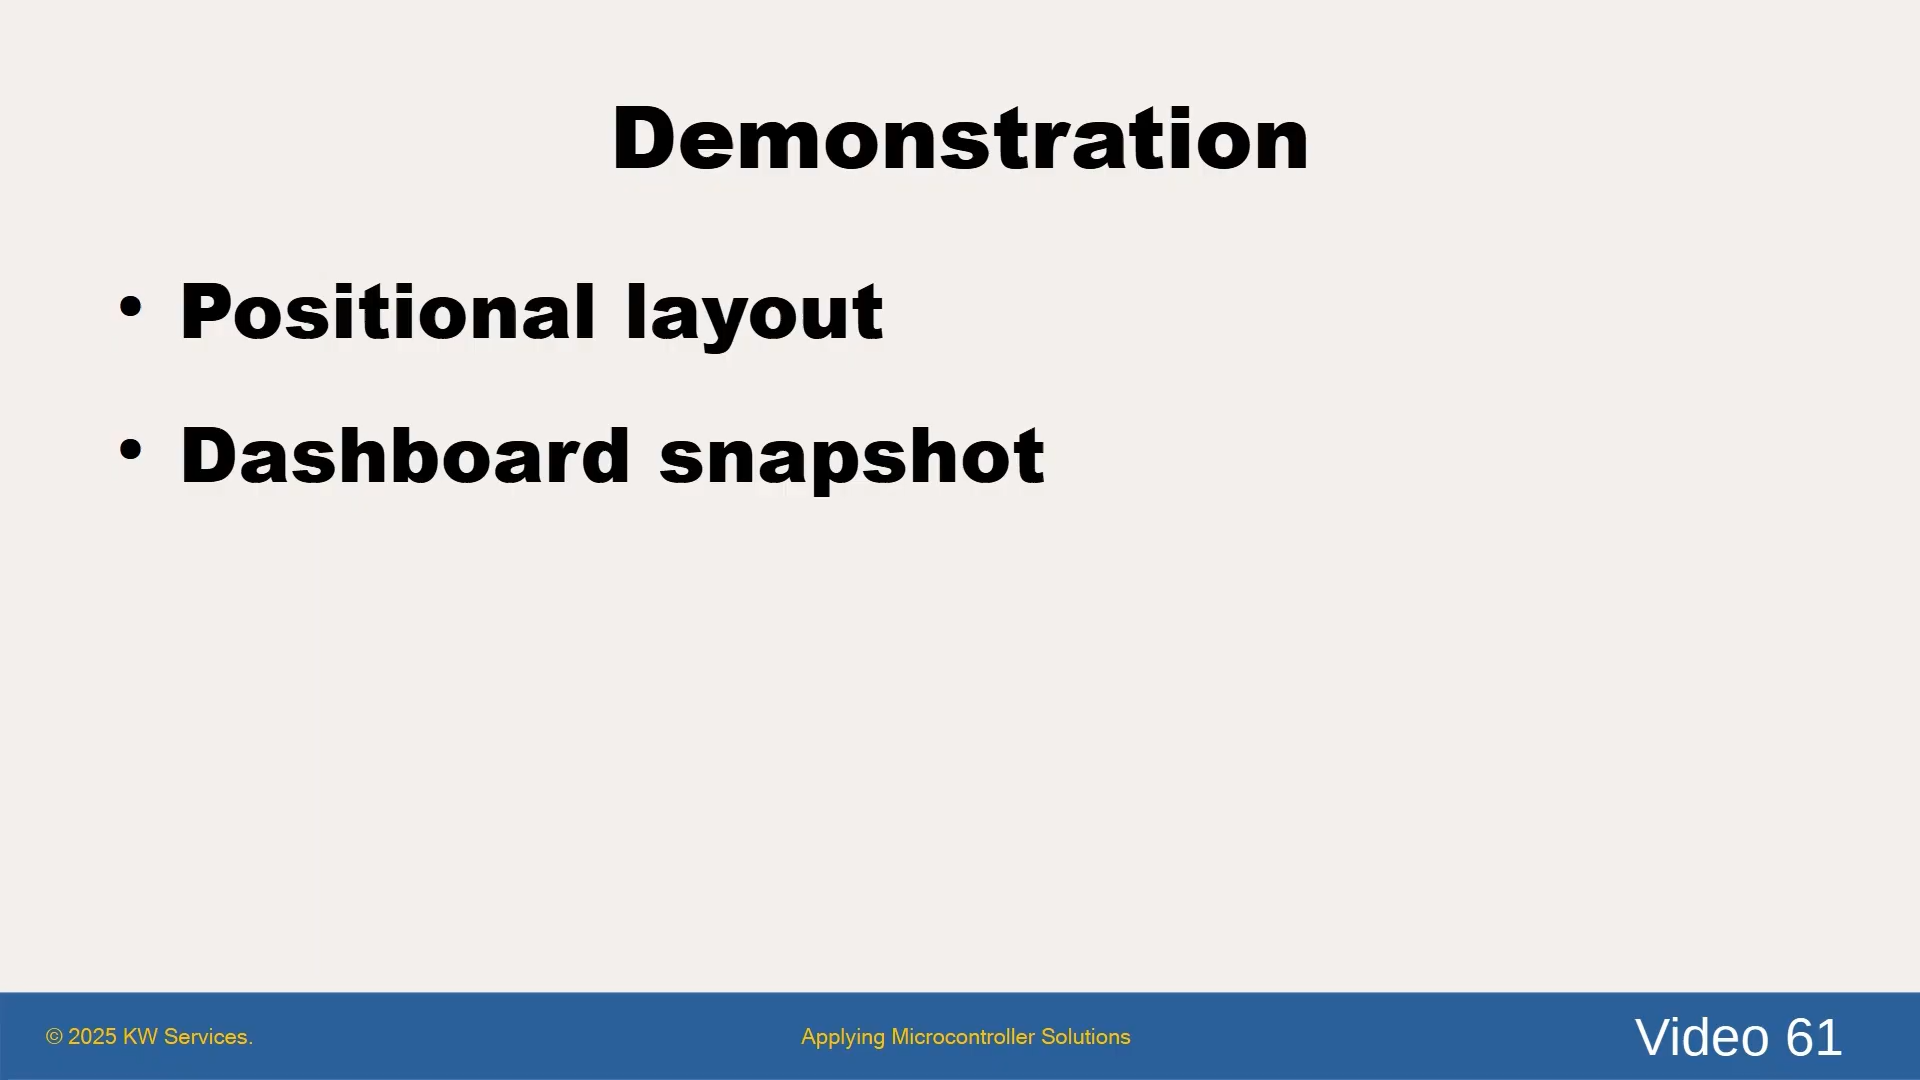 Demonstration
• Positional layout
• Dashboard snapshot
© 2025 KW Services.
Applying Microcontroller Solutions
Video 61